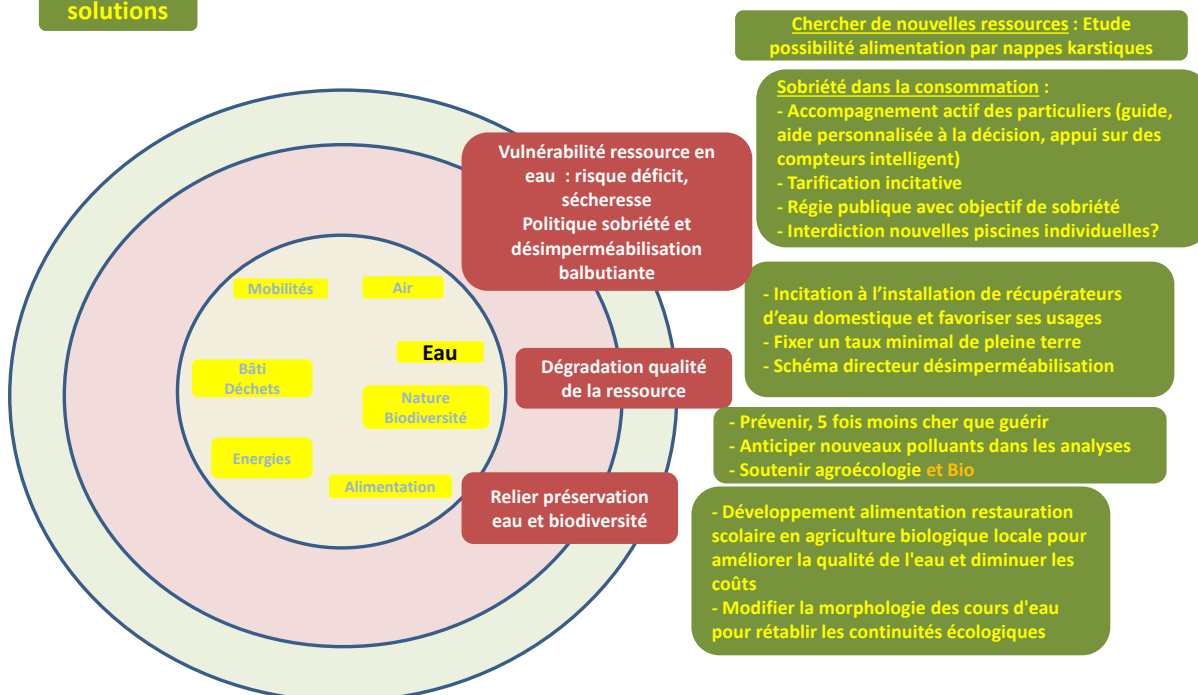 solutions
Chercher de nouvelles ressources : Etude
possibilité alimentation par nappes karstiques
Sobriété dans la consommation :
- Accompagnement actif des particuliers (guide,
aide personnalisée à la décision, appui sur des
compteurs intelligent)
- Tarification incitative
- Régie publique avec objectif de sobriété
- Interdiction nouvelles piscines individuelles?
Vulnérabilité ressource en
eau : risque déficit,
sécheresse
Politique sobriété et
désimperméabilisation
balbutiante
- Incitation à l'installation de récupérateurs
d'eau domestique et favoriser ses usages
- Fixer un taux minimal de pleine terre
- Schéma directeur désimperméabilisation
Mobilités
Air
Eau
Bâti
Déchets
Nature
Biodiversité
Energies
Alimentation
Dégradation qualité
de la ressource
- Prévenir, 5 fois moins cher que guérir
- Anticiper nouveaux polluants dans les analyses
- Soutenir agroécologie et Bio
Relier préservation
eau et biodiversité
- Développement alimentation restauration
scolaire en agriculture biologique locale pour
améliorer la qualité de l'eau et diminuer les
coûts
- Modifier la morphologie des cours d'eau
pour rétablir les continuités écologiques